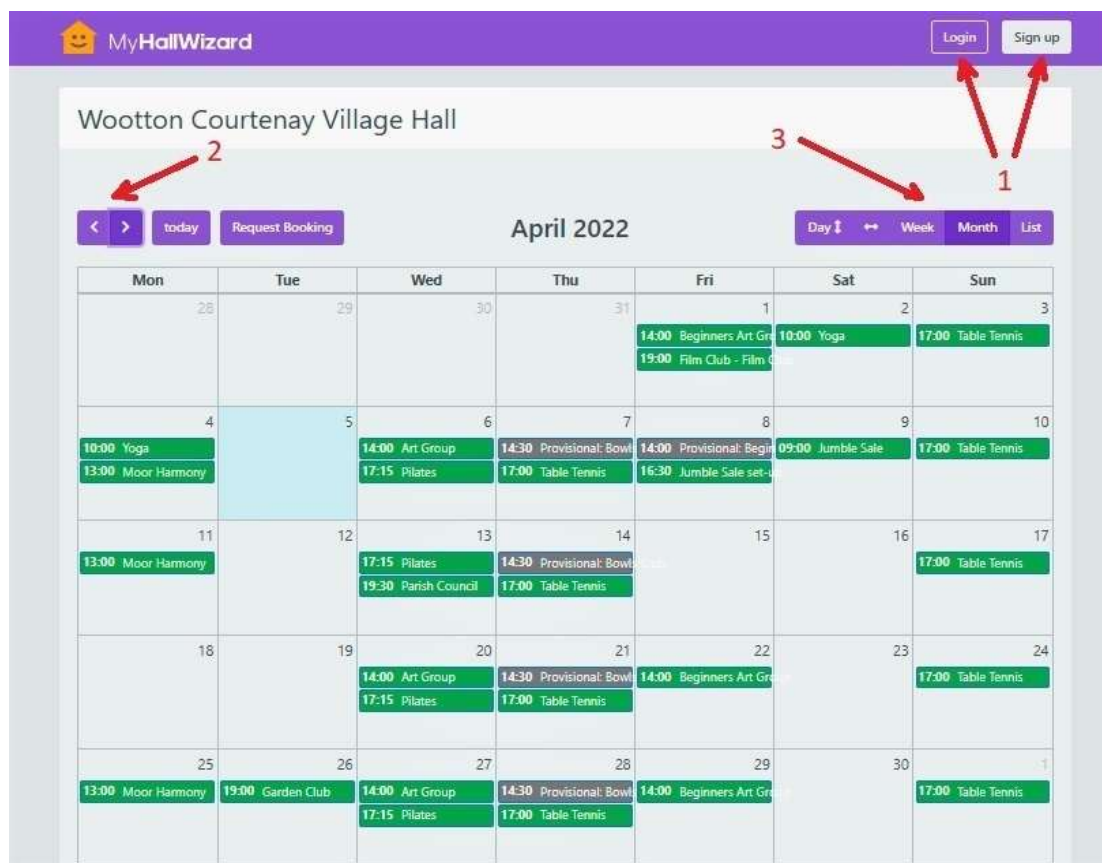 MyHallWizard
Login Sign up
Wootton Courtenay Village Hall
2
3
1
< > today Request Booking
April 2022
Day ↕ ↔ Week Month List
Mon Tue Wed Thu Fri Sat Sun
28 29 30 31 1 2 3
14:00 Beginners Art Gro 10:00 Yoga 17:00 Table Tennis
19:00 Film Club - Film
4 5 6 7 8 9 10
10:00 Yoga 14:00 Art Group 14:30 Provisional: Bowl 14:00 Provisional: Begin 09:00 Jumble Sale 17:00 Table Tennis
13:00 Moor Harmony 17:15 Pilates 17:00 Table Tennis 16:30 Jumble Sale set-u
11 12 13 14 15 16 17
13:00 Moor Harmony 17:15 Pilates 14:30 Provisional: Bowl 17:00 Table Tennis
19:30 Parish Council 17:00 Table Tennis
18 19 20 21 22 23 24
14:00 Art Group 14:30 Provisional: Bowl 14:00 Beginners Art Gro 17:00 Table Tennis
17:15 Pilates 17:00 Table Tennis
25 26 27 28 29 30 1
13:00 Moor Harmony 19:00 Garden Club 14:00 Art Group 14:30 Provisional: Bowl 14:00 Beginners Art Gro 17:00 Table Tennis
17:15 Pilates 17:00 Table Tennis